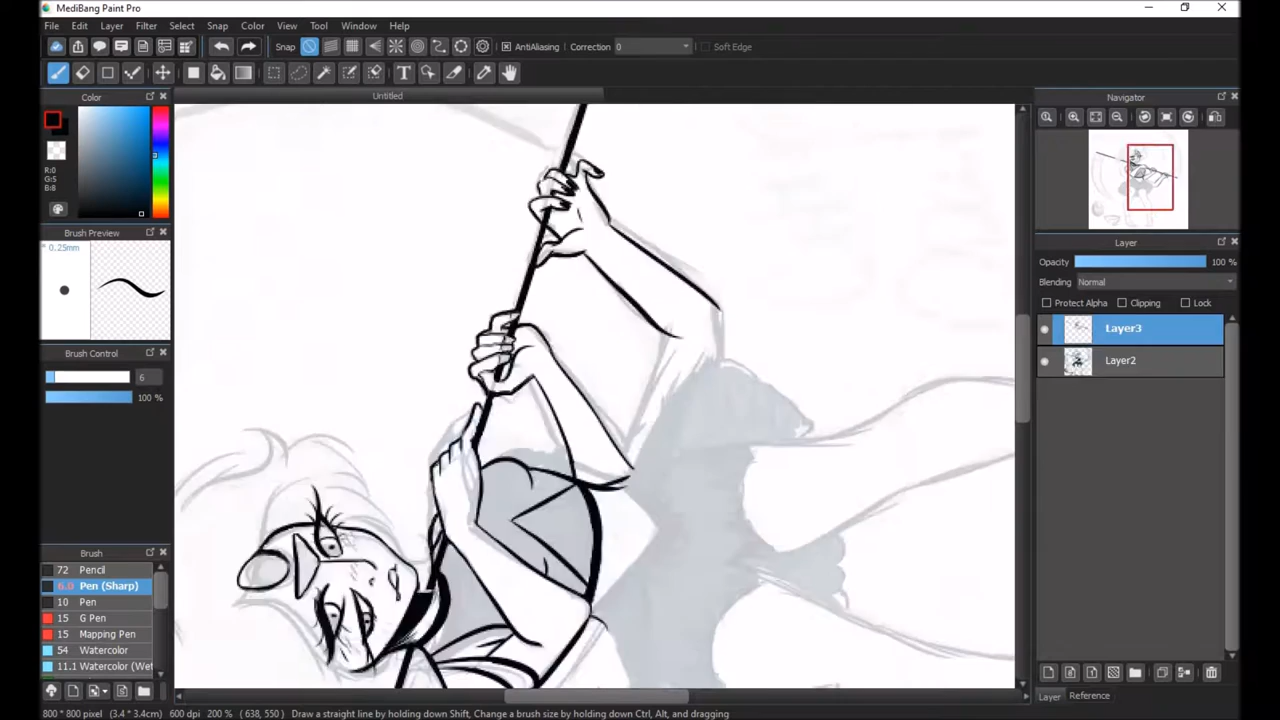 MediBang Paint Pro
File Edit Layer Filter Select Snap Color View Tool Window Help
Snap AntiAliasing Correction 0 Soft Edge
Untitled
Color
R:0
G:5
B:8
Brush Preview
* 0.25mm
Brush Control
6
100 %
Brush
72 Pencil
6.0 Pen (Sharp)
10 Pen
15 G Pen
15 Mapping Pen
54 Watercolor
11.1 Watercolor (Wet
Navigator
Layer
Opacity 100 %
Blending Normal
Protect Alpha Clipping Lock
Layer3
Layer2
Layer Reference
800 * 800 pixel (3.4 * 3.4cm) 600 dpi 200 % ( 638, 550 ) Draw a straight line by holding down Shift, Change a brush size by holding down Ctrl, Alt, and dragging